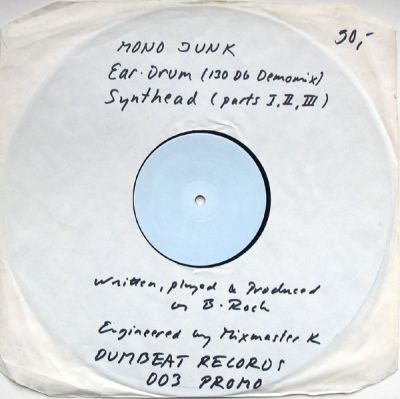 MONO JUNK
50,-
Ear-Drum (130 Db Demomix)
Synthead (parts I, II, III)
Written, played & Produced
by B. Roch
Engineered by Mixmaster K
DUMBEAT RECORDS
003 PROMO